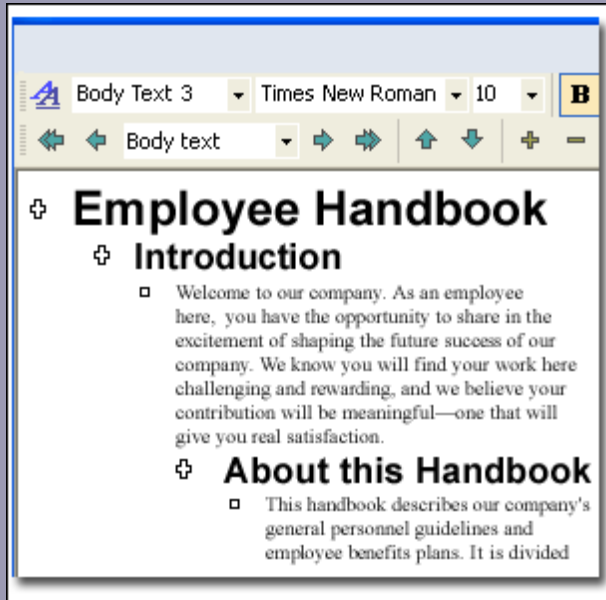 Body Text 3 Times New Roman 10 B
Body text
Employee Handbook
Introduction
Welcome to our company. As an employee
here, you have the opportunity to share in the
excitement of shaping the future success of our
company. We know you will find your work here
challenging and rewarding, and we believe your
contribution will be meaningful—one that will
give you real satisfaction.
About this Handbook
This handbook describes our company's
general personnel guidelines and
employee benefits plans. It is divided